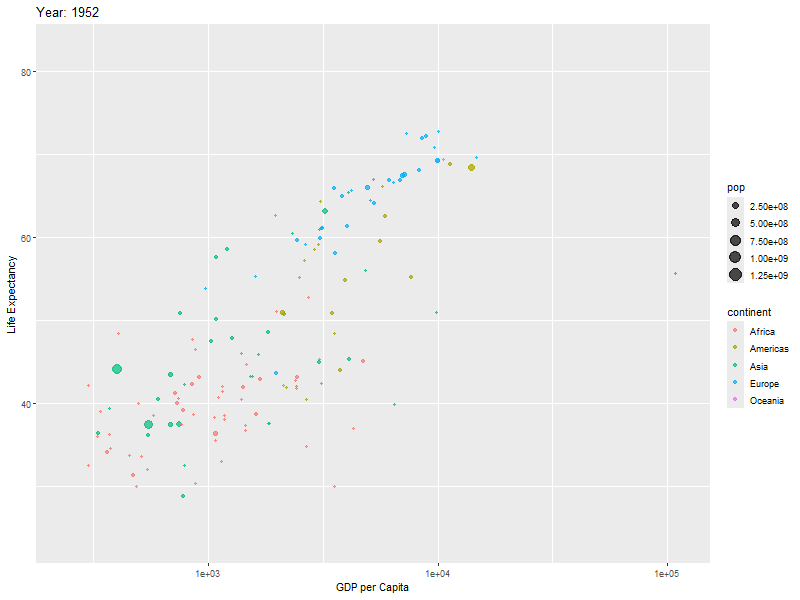 Year: 1952
80
60
40
Life Expectancy
1e+03
1e+04
1e+05
GDP per Capita
pop
2.50e+08
5.00e+08
7.50e+08
1.00e+09
1.25e+09
continent
Africa
Americas
Asia
Europe
Oceania